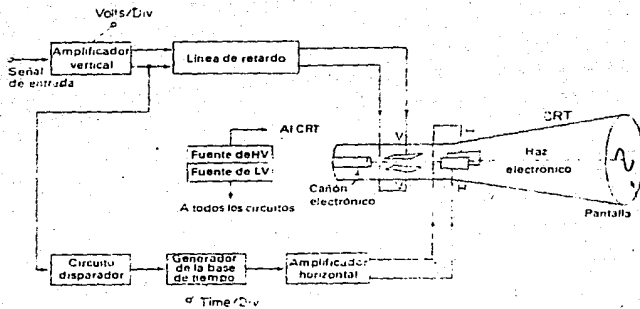 Volts/Div
Amplificador
vertical
Línea de retardo
Señal
de entrada
Al CRT
CRT
V
Fuente de HV
Fuente de LV
Haz
electrónico
Cañón
electrónico
V
H
A todos los circuitos
Pantalla
Circuito
disparador
Generador
de la base
de tiempo
Amplificador
horizontal
Time/Div